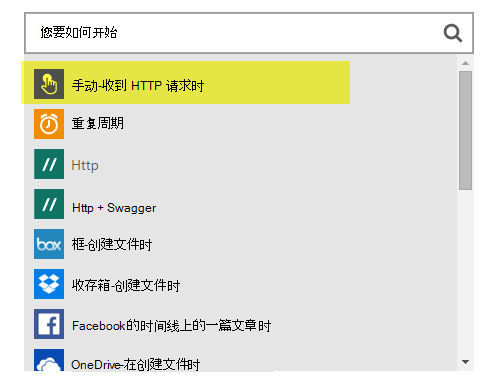 您要如何开始
手动-收到 HTTP 请求时
重复周期
// Http
// Http + Swagger
box 框-创建文件时
收存箱-创建文件时
Facebook的时间线上的一篇文章时
OneDrive-在创建文件时